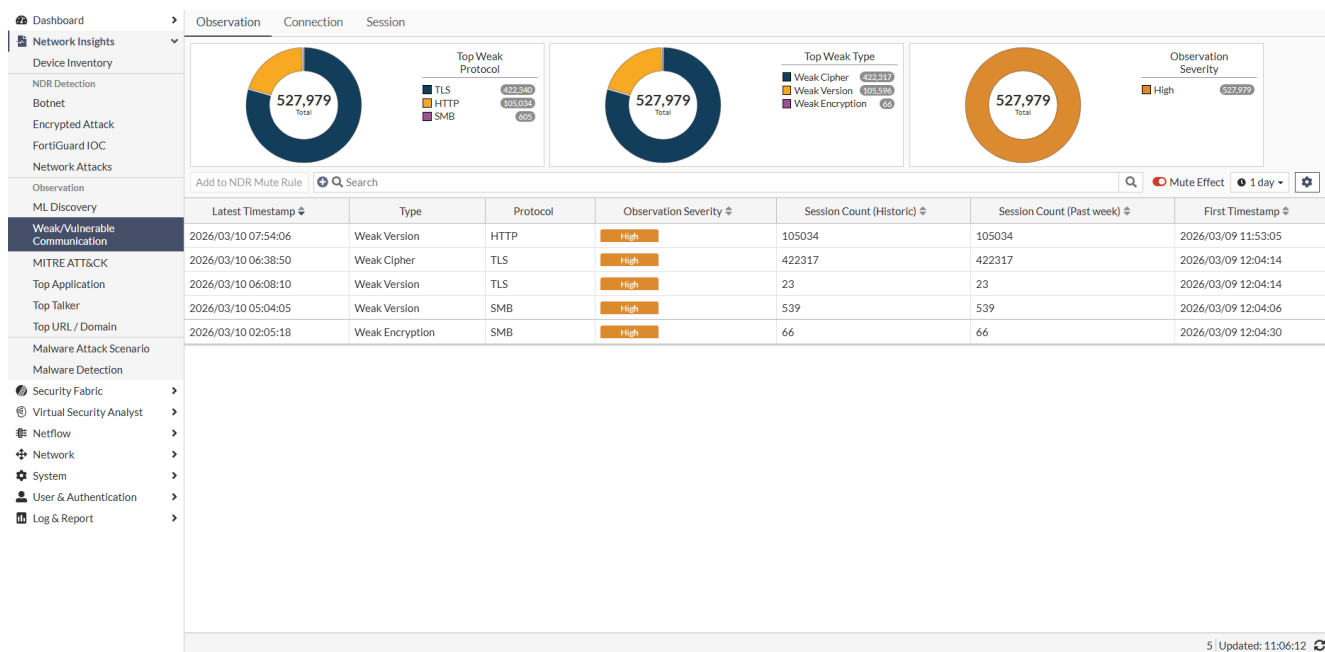 Dashboard
Network Insights
Device Inventory
NDR Detection
Botnet
Encrypted Attack
FortiGuard IOC
Network Attacks
Observation
ML Discovery
Weak/Vulnerable
Communication
MITRE ATT&CK
Top Application
Top Talker
Top URL / Domain
Malware Attack Scenario
Malware Detection
Security Fabric
Virtual Security Analyst
Netflow
Network
System
User & Authentication
Log & Report
Observation Connection Session
527,979
Total
Top Weak
Protocol
TLS 422,340
HTTP 105,034
SMB 605
527,979
Total
Top Weak Type
Weak Cipher 422,317
Weak Version 105,596
Weak Encryption 66
527,979
Total
Observation
Severity
High 527,979
Add to NDR Mute Rule Search Mute Effect 1 day
Latest Timestamp Type Protocol Observation Severity Session Count (Historic) Session Count (Past week) First Timestamp
2026/03/10 07:54:06 Weak Version HTTP High 105034 105034 2026/03/09 11:53:05
2026/03/10 06:38:50 Weak Cipher TLS High 422317 422317 2026/03/09 12:04:14
2026/03/10 06:08:10 Weak Version TLS High 23 23 2026/03/09 12:04:14
2026/03/10 05:04:05 Weak Version SMB High 539 539 2026/03/09 12:04:06
2026/03/10 02:05:18 Weak Encryption SMB High 66 66 2026/03/09 12:04:30
5 Updated: 11:06:12